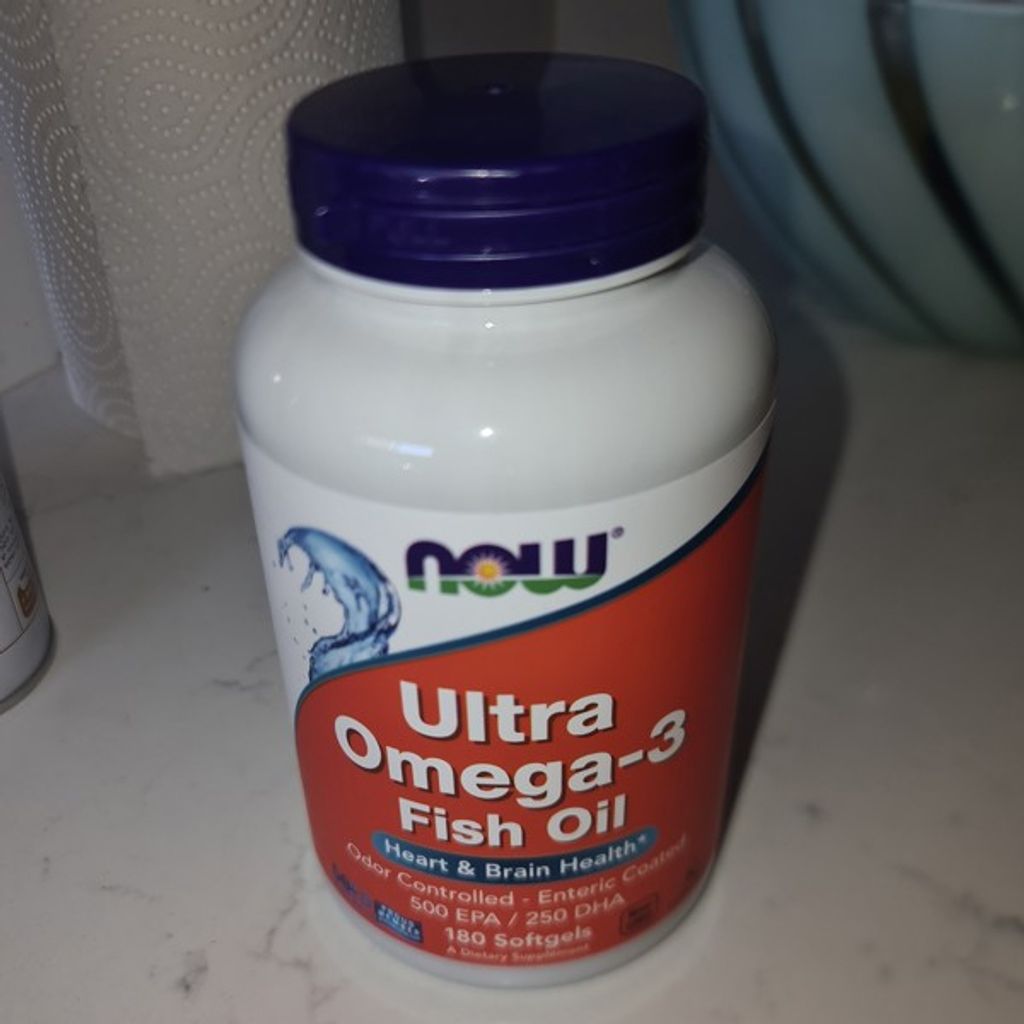 NOW®
Ultra
Omega-3
Fish Oil
Heart & Brain Health*
Odor Controlled - Enteric Coated
500 EPA / 250 DHA
180 Softgels
A Dietary Supplement